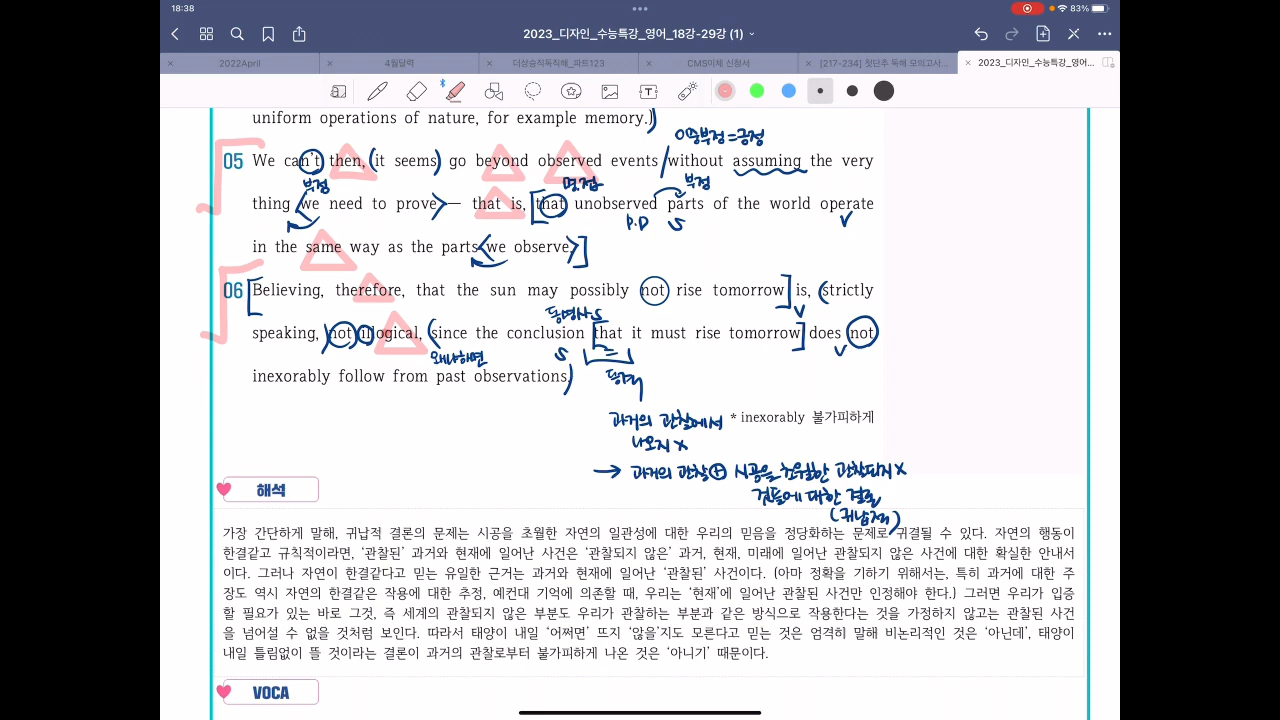 18:38
83%
2023_디자인_수능특강_영어_18강-29강 (1)
2022April
4월달력
더상승직독직해_파트123
CMS이체 신청서
[217-234] 첫단추 독해 모의고사...
2023_디자인_수능특강_영어...
uniform operations of nature, for example memory.)
이중부정=긍정
05 We can't then, (it seems) go beyond observed events / without assuming the very
부정
명접
부정
thing <we need to prove> — that is, [that unobserved parts of the world operate
P.P
S
V
in the same way as the parts <we observe.>]
06 [Believing, therefore, that the sun may possibly not rise tomorrow] is, (strictly
동명사S
V
speaking,) not illogical, (since the conclusion [that it must rise tomorrow] does not
왜냐하면
S
=
V
동격
inexorably follow from past observations.)
과거의 관찰에서
* inexorably 불가피하게
나오지 X
→ 과거의 관찰 ⊕ 시공을 초월한 관찰되지 X
것들에 대한 결론
(귀납적)
해석
가장 간단하게 말해, 귀납적 결론의 문제는 시공을 초월한 자연의 일관성에 대한 우리의 믿음을 정당화하는 문제로 귀결될 수 있다. 자연의 행동이
한결같고 규칙적이라면, ‘관찰된’ 과거와 현재에 일어난 사건은 ‘관찰되지 않은’ 과거, 현재, 미래에 일어난 관찰되지 않은 사건에 대한 확실한 안내서
이다. 그러나 자연이 한결같다고 믿는 유일한 근거는 과거와 현재에 일어난 ‘관찰된’ 사건이다. (아마 정확을 기하기 위해서는, 특히 과거에 대한 주
장도 역시 자연의 한결같은 작용에 대한 추정, 예컨대 기억에 의존할 때, 우리는 ‘현재’에 일어난 관찰된 사건만 인정해야 한다.) 그러면 우리가 입증
할 필요가 있는 바로 그것, 즉 세계의 관찰되지 않은 부분도 우리가 관찰하는 부분과 같은 방식으로 작용한다는 것을 가정하지 않고는 관찰된 사건
을 넘어설 수 없을 것처럼 보인다. 따라서 태양이 내일 ‘어쩌면’ 뜨지 ‘않을’지도 모른다고 믿는 것은 엄격히 말해 비논리적인 것은 ‘아닌데’, 태양이
내일 틀림없이 뜰 것이라는 결론이 과거의 관찰로부터 불가피하게 나온 것은 ‘아니기’ 때문이다.
VOCA